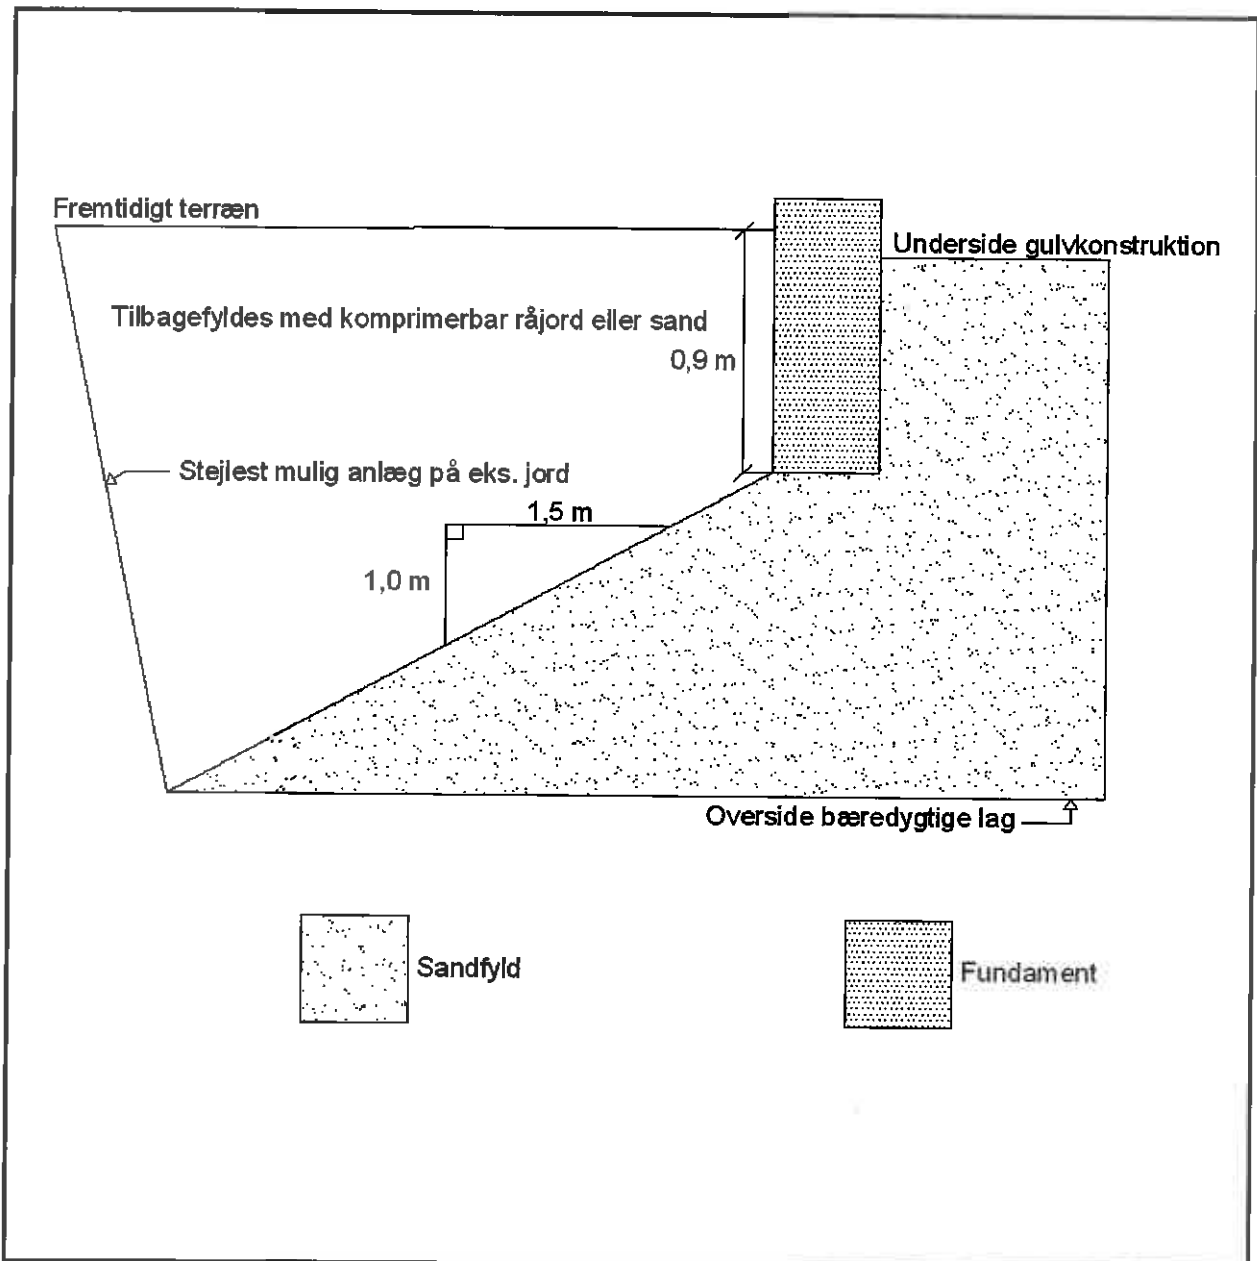 Fremtidigt terræn
Underside gulvkonstruktion
Tilbagefyldes med komprimerbar råjord eller sand
0,9 m
Stejlest mulig anlæg på eks. jord
1,5 m
1,0 m
Overside bæredygtige lag
Sandfyld
Fundament